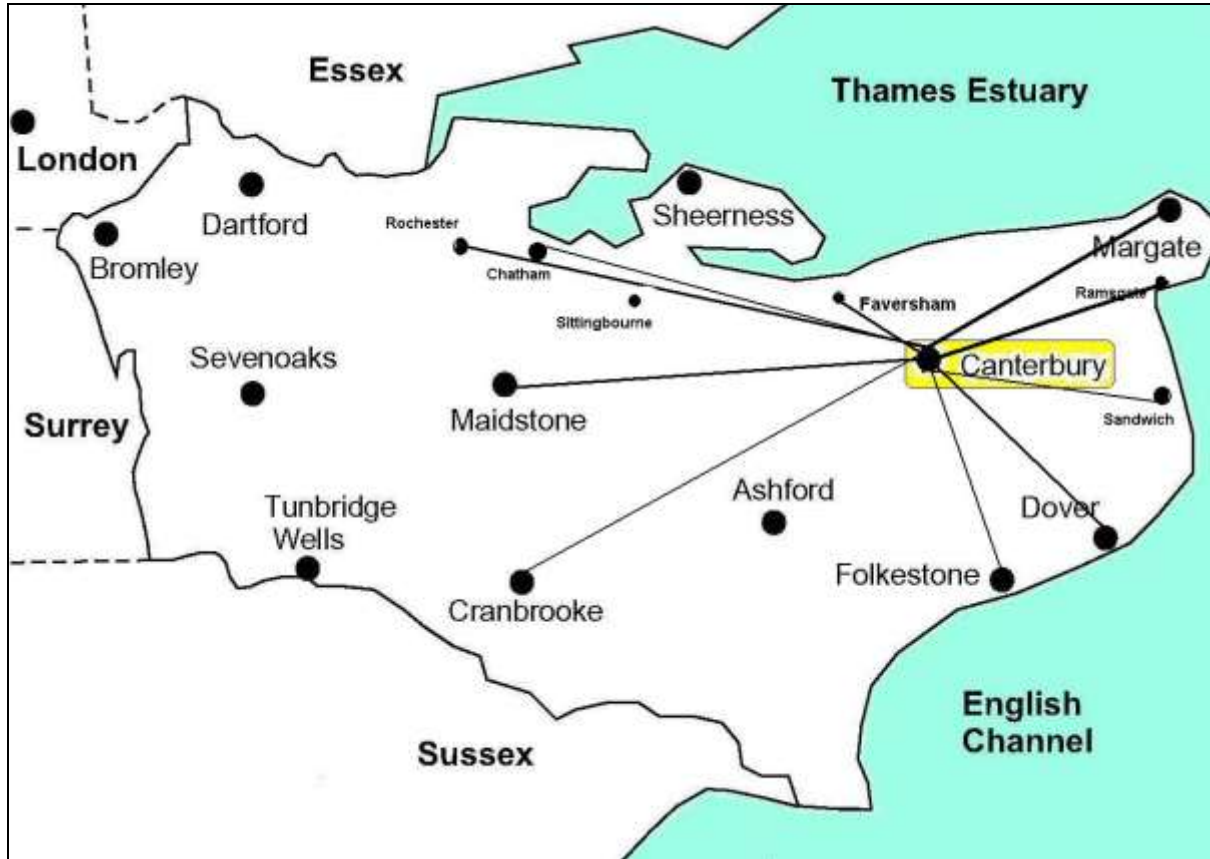 Essex
Thames Estuary
London
Dartford
Sheerness
Rochester
Bromley
Chatham
Margate
Ramsgate
Faversham
Sittingbourne
Sevenoaks
Canterbury
Maidstone
Sandwich
Surrey
Ashford
Tunbridge
Wells
Dover
Folkestone
Cranbrooke
English
Channel
Sussex